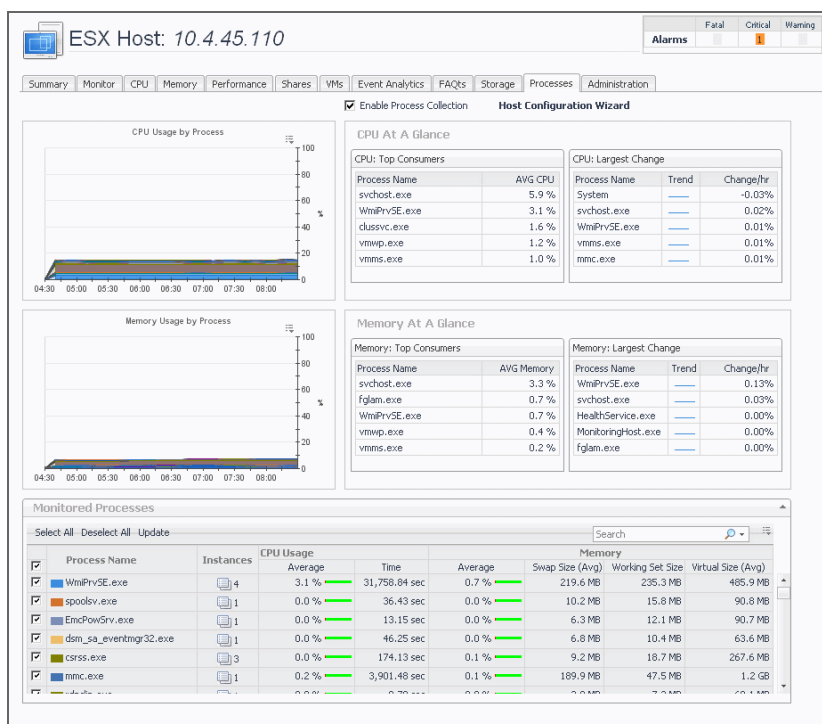 ESX Host: 10.4.45.110
Fatal Critical Warning
Alarms 1
Summary Monitor CPU Memory Performance Shares VMs Event Analytics FAQts Storage Processes Administration
Enable Process Collection Host Configuration Wizard
CPU Usage by Process
100
80
60
%
40
20
0
04:30 05:00 05:30 06:00 06:30 07:00 07:30 08:00
CPU At A Glance
CPU: Top Consumers
Process Name AVG CPU
svchost.exe 5.9 %
WmiPrvSE.exe 3.1 %
clussvc.exe 1.6 %
vmwp.exe 1.2 %
vmms.exe 1.0 %
CPU: Largest Change
Process Name Trend Change/hr
System -0.03%
svchost.exe 0.02%
WmiPrvSE.exe 0.01%
vmms.exe 0.01%
mmc.exe 0.01%
Memory Usage by Process
100
80
60
%
40
20
0
04:30 05:00 05:30 06:00 06:30 07:00 07:30 08:00
Memory At A Glance
Memory: Top Consumers
Process Name AVG Memory
svchost.exe 3.3 %
fglam.exe 0.7 %
WmiPrvSE.exe 0.7 %
vmwp.exe 0.4 %
vmms.exe 0.2 %
Memory: Largest Change
Process Name Trend Change/hr
WmiPrvSE.exe 0.13%
svchost.exe 0.03%
HealthService.exe 0.00%
MonitoringHost.exe 0.00%
fglam.exe 0.00%
Monitored Processes
Select All Deselect All Update
Search
Process Name Instances CPU Usage Memory
Average Time Average Swap Size (Avg) Working Set Size Virtual Size (Avg)
WmiPrvSE.exe 4 3.1 % 31,758.84 sec 0.7 % 219.6 MB 235.3 MB 485.9 MB
spoolsv.exe 1 0.0 % 36.43 sec 0.0 % 10.2 MB 15.8 MB 90.8 MB
EmcPowSrv.exe 1 0.0 % 13.15 sec 0.0 % 6.3 MB 12.1 MB 90.7 MB
dsm_sa_eventmgr32.exe 1 0.0 % 46.25 sec 0.0 % 6.8 MB 10.4 MB 63.6 MB
csrss.exe 3 0.0 % 174.13 sec 0.1 % 9.2 MB 18.7 MB 267.6 MB
mmc.exe 1 0.2 % 3,901.48 sec 0.1 % 189.9 MB 47.5 MB 1.2 GB